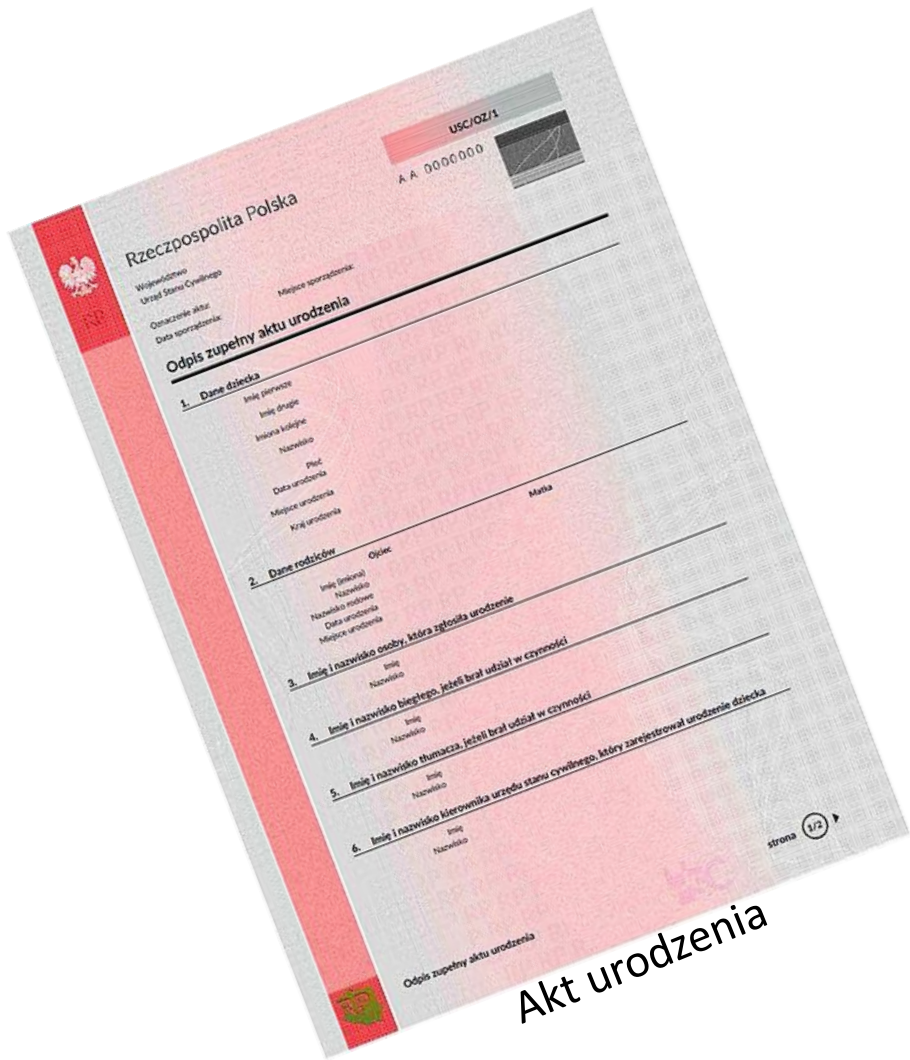 USC/OZ/1
A A 0000000
Rzeczpospolita Polska
Województwo
Urząd Stanu Cywilnego
Oznaczenie aktu:
Miejsce sporządzenia:
Data sporządzenia:
Odpis zupełny aktu urodzenia
1. Dane dziecka
Imię pierwsze
Imię drugie
Imiona kolejne
Nazwisko
Płeć
Data urodzenia
Miejsce urodzenia
Kraj urodzenia
2. Dane rodziców
Ojciec Matka
Imię (imiona)
Nazwisko
Nazwisko rodowe
Data urodzenia
Miejsce urodzenia
3. Imię i nazwisko osoby, która zgłosiła urodzenie
Imię
Nazwisko
4. Imię i nazwisko biegłego, jeżeli brał udział w czynności
Imię
Nazwisko
5. Imię i nazwisko tłumacza, jeżeli brał udział w czynności
Imię
Nazwisko
6. Imię i nazwisko kierownika urzędu stanu cywilnego, który zarejestrował urodzenie dziecka
Imię
Nazwisko
strona 1/2
Odpis zupełny aktu urodzenia
RP
Akt urodzenia